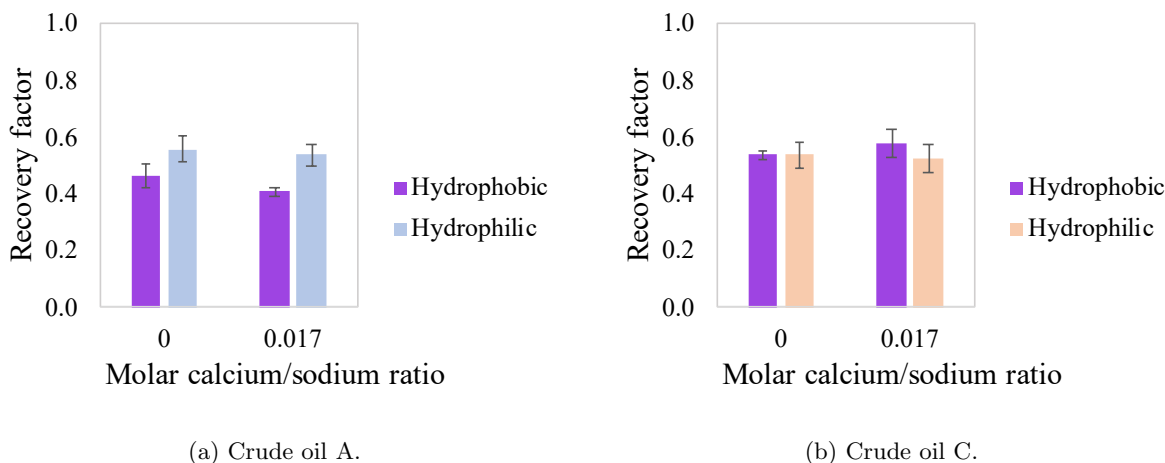 1.0
0.8
0.6
0.4
0.2
0.0
Recovery factor
0 0.017
Molar calcium/sodium ratio
Hydrophobic
Hydrophilic
(a) Crude oil A.
1.0
0.8
0.6
0.4
0.2
0.0
Recovery factor
0 0.017
Molar calcium/sodium ratio
Hydrophobic
Hydrophilic
(b) Crude oil C.